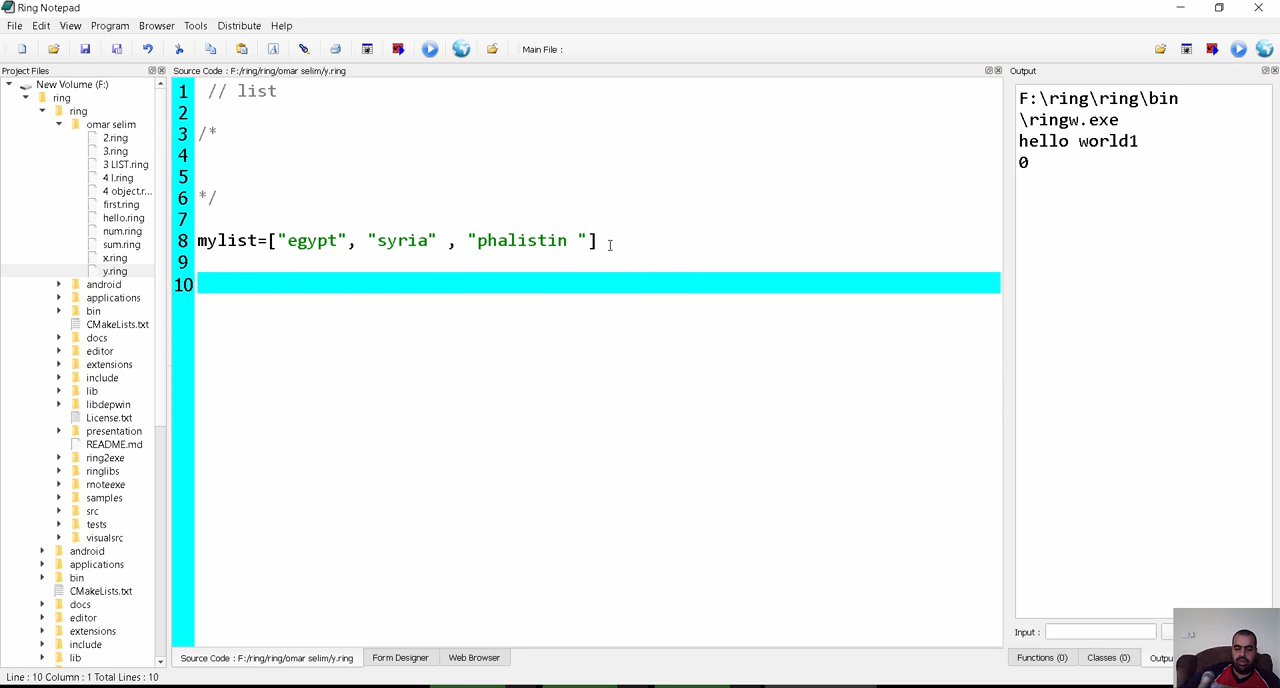 Ring Notepad
File Edit View Program Browser Tools Distribute Help
Main File :
Project Files
Source Code : F:/ring/ring/omar selim/y.ring
Output
New Volume (F:)
ring
ring
omar selim
2.ring
3.ring
3 LIST.ring
4 l.ring
4 object.r...
first.ring
hello.ring
num.ring
sum.ring
x.ring
y.ring
android
applications
bin
CMakeLists.txt
docs
editor
extensions
include
lib
libdepwin
License.txt
presentation
README.md
ring2exe
ringlibs
rnoteexe
samples
src
tests
visualsrc
android
applications
bin
CMakeLists.txt
docs
editor
extensions
include
lib
1 // list
2
3 /*
4
5
6 */
7
8 mylist=["egypt", "syria" , "phalistin "]
9
10
F:\ring\ring\bin
\ringw.exe
hello world1
0
Input :
Source Code : F:/ring/ring/omar selim/y.ring Form Designer Web Browser
Functions (0) Classes (0) Outpu
Line : 10 Column : 1 Total Lines : 10